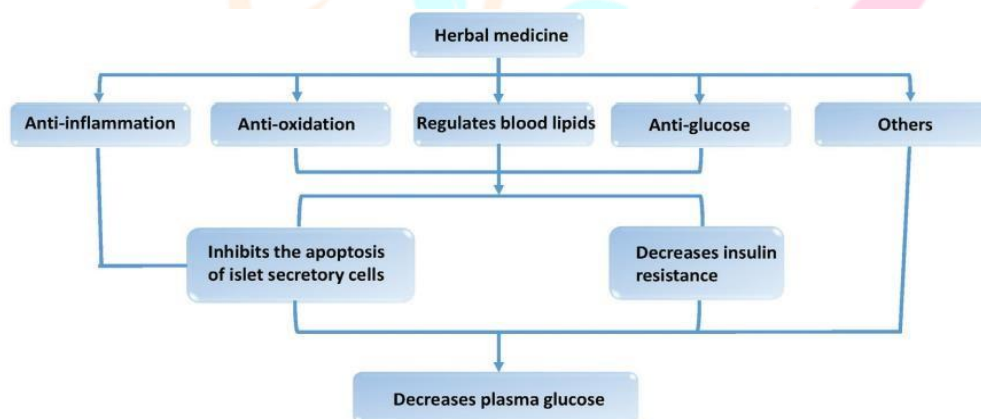 Herbal medicine
Anti-inflammation
Anti-oxidation
Regulates blood lipids
Anti-glucose
Others
Inhibits the apoptosis
of islet secretory cells
Decreases insulin
resistance
Decreases plasma glucose